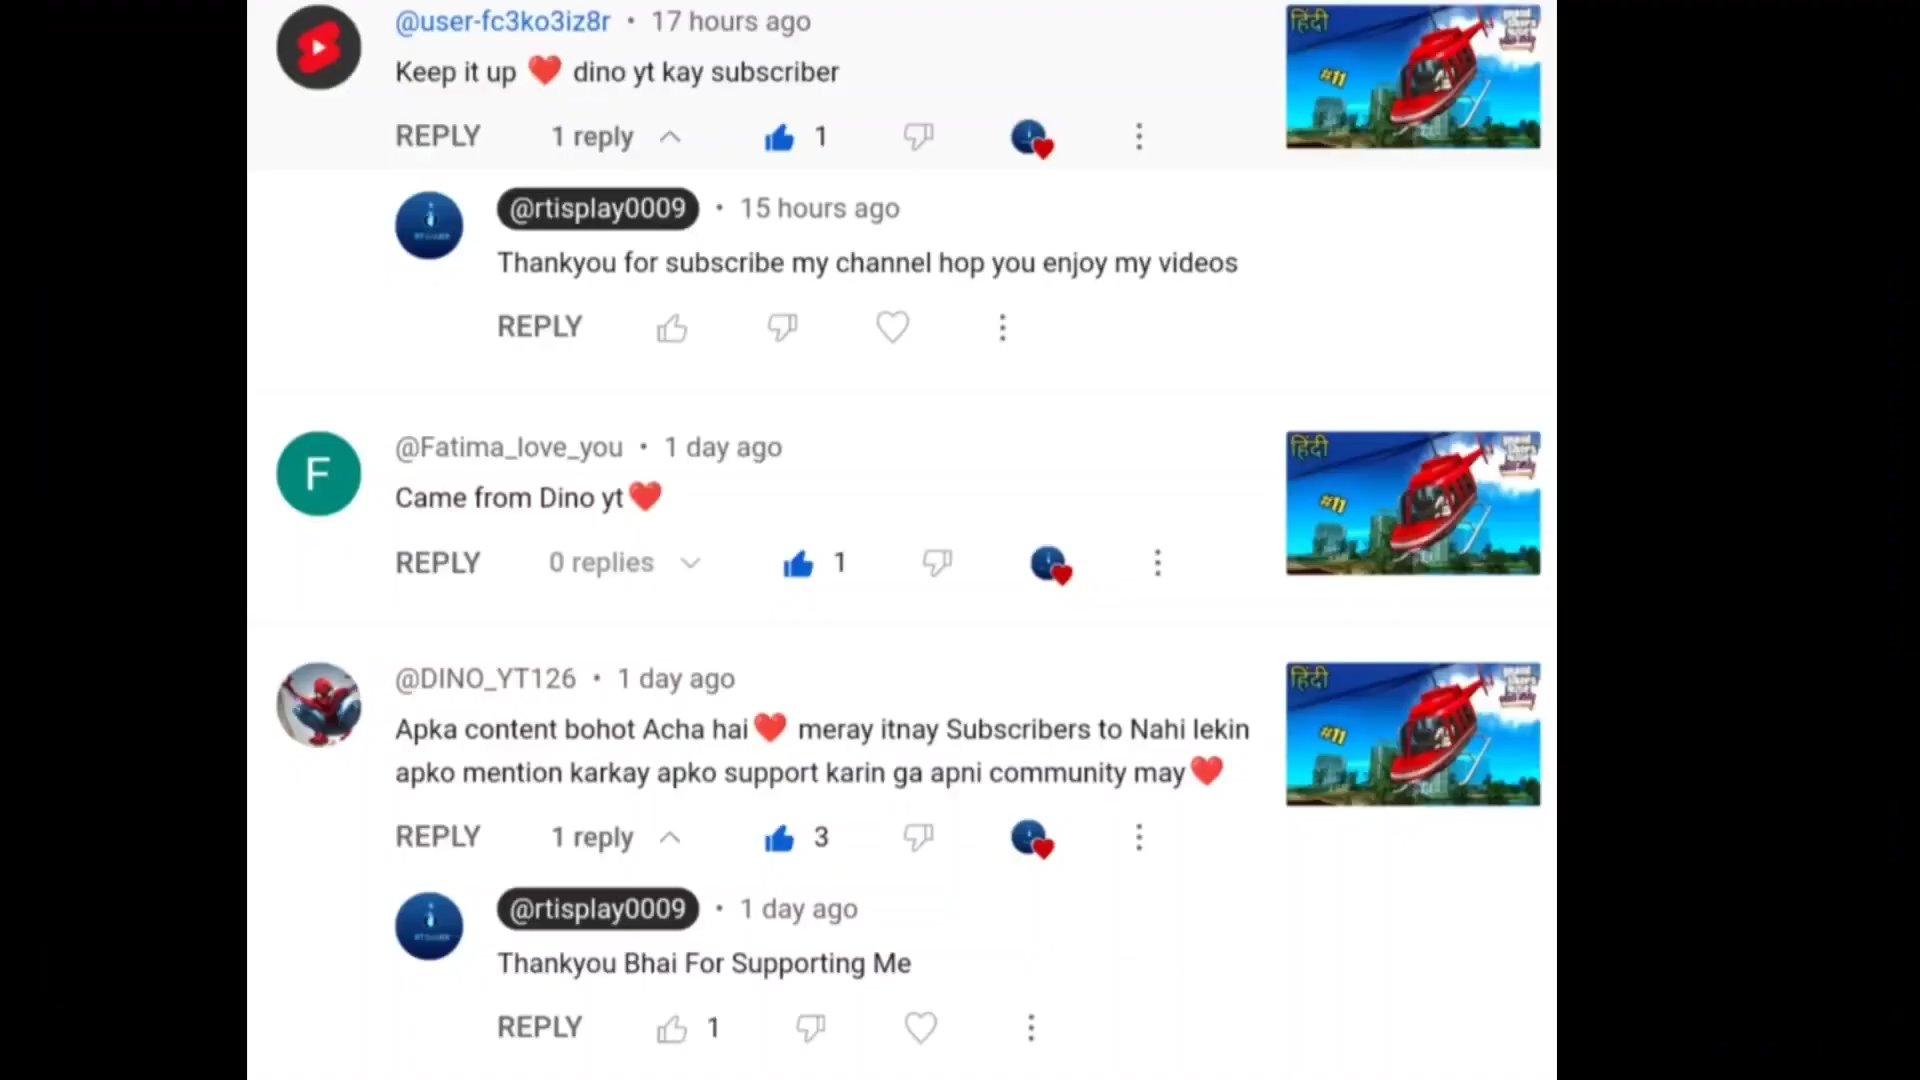 @user-fc3ko3iz8r • 17 hours ago
Keep it up ❤️ dino yt kay subscriber
REPLY 1 reply 1
हिंदी
#11
@rtisplay0009 • 15 hours ago
Thankyou for subscribe my channel hop you enjoy my videos
REPLY
@Fatima_love_you • 1 day ago
F
Came from Dino yt❤️
REPLY 0 replies 1
हिंदी
#11
@DINO_YT126 • 1 day ago
Apka content bohot Acha hai❤️ meray itnay Subscribers to Nahi lekin
apko mention karkay apko support karin ga apni community may❤️
REPLY 1 reply 3
हिंदी
#11
@rtisplay0009 • 1 day ago
Thankyou Bhai For Supporting Me
REPLY 1